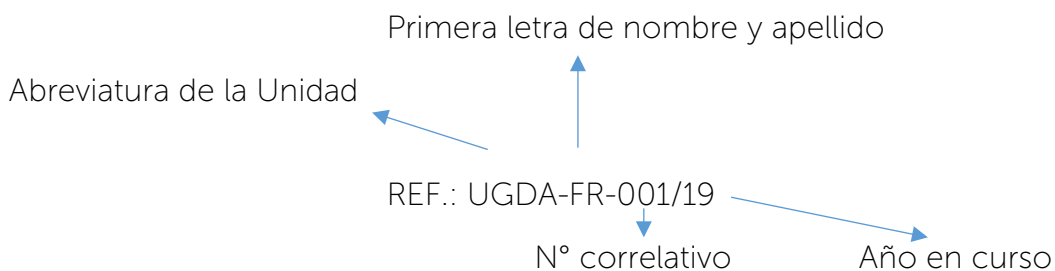 Primera letra de nombre y apellido
Abreviatura de la Unidad
REF.: UGDA-FR-001/19
N° correlativo
Año en curso